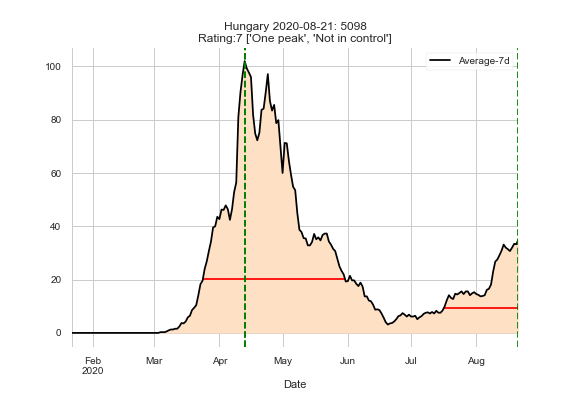 Hungary 2020-08-21: 5098
Rating:7 ['One peak', 'Not in control']
Average-7d
100
80
60
40
20
0
Feb
2020
Mar
Apr
May
Jun
Jul
Aug
Date